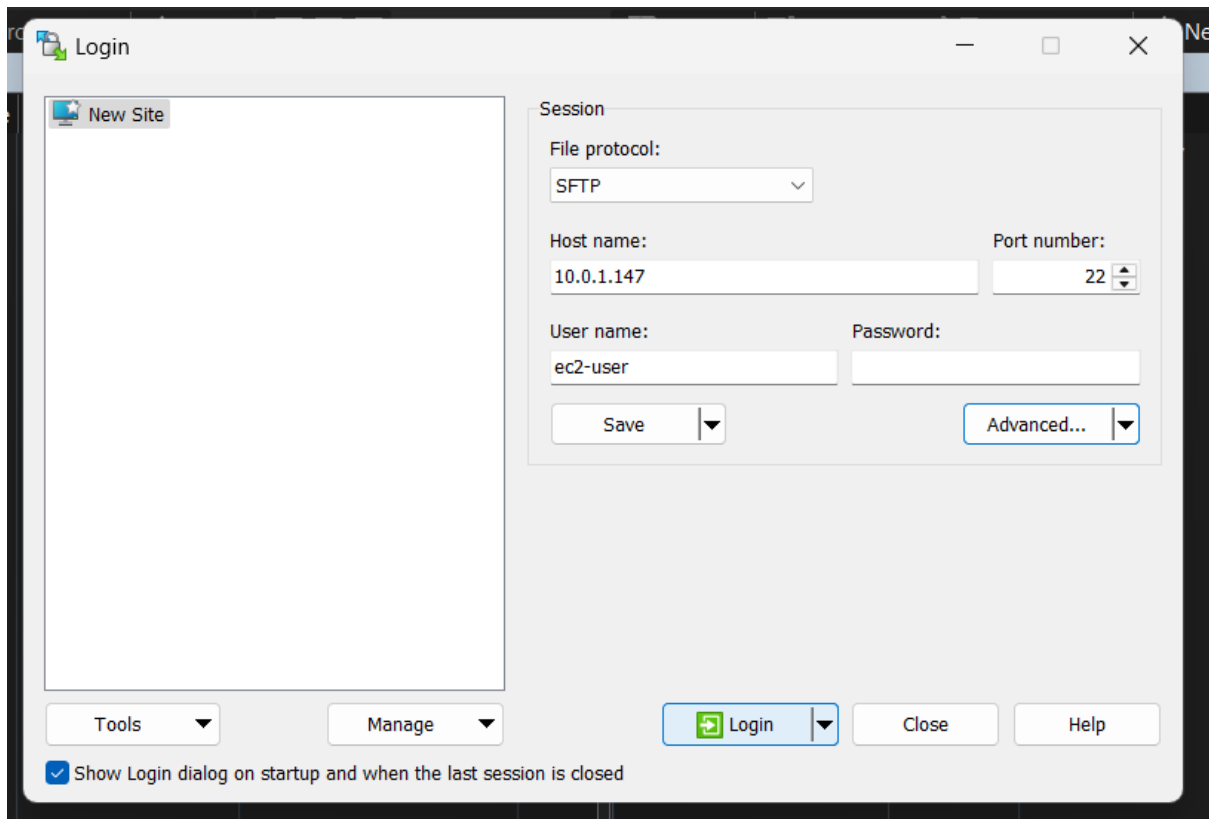 Ne
Login
New Site
Session
File protocol:
SFTP
Host name: Port number:
10.0.1.147 22
User name: Password:
ec2-user
Save Advanced...
Tools Manage Login Close Help
Show Login dialog on startup and when the last session is closed